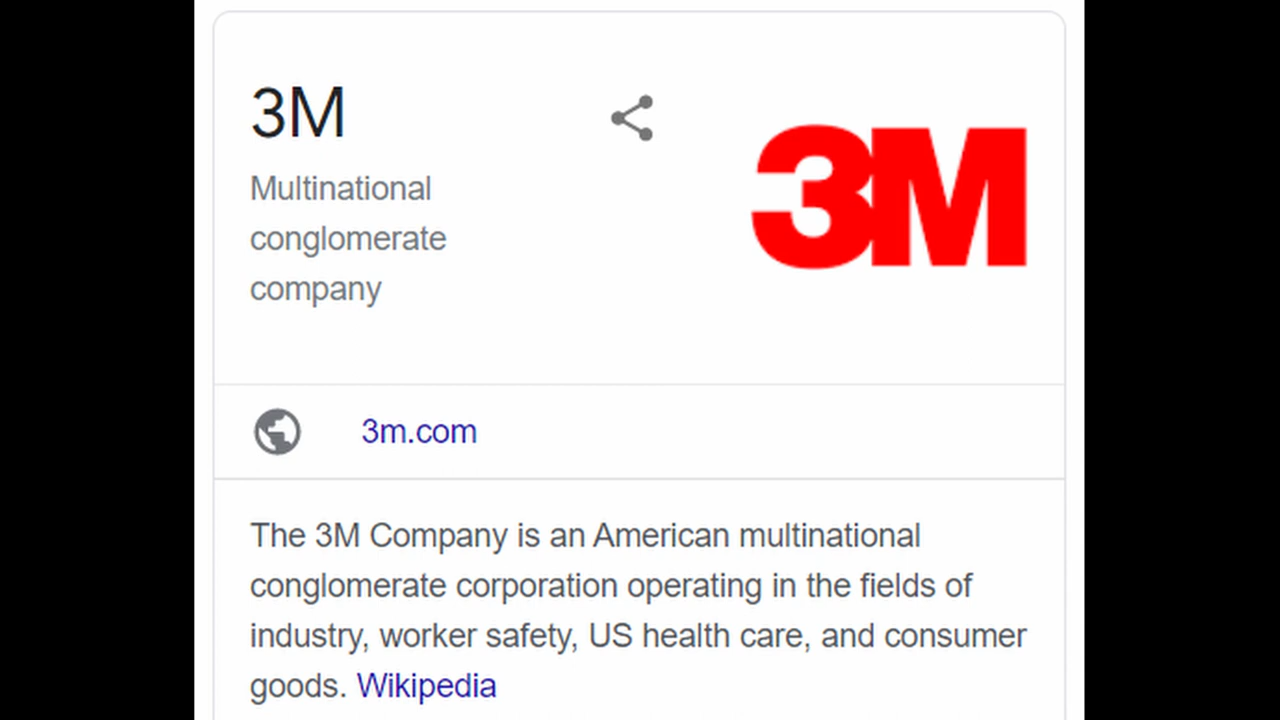 3M
3M
Multinational
conglomerate
company
3m.com
The 3M Company is an American multinational
conglomerate corporation operating in the fields of
industry, worker safety, US health care, and consumer
goods. Wikipedia